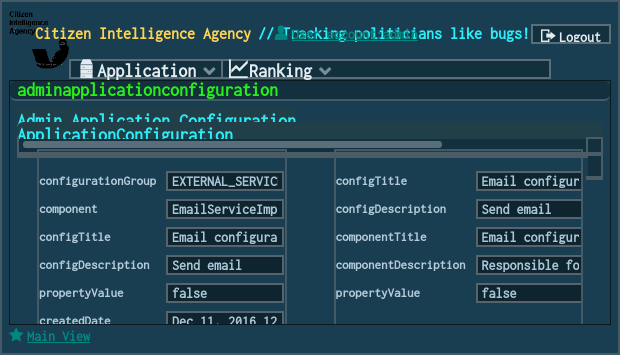 Citizen
Intelligence
Agency
Citizen Intelligence Agency // Tracking politicians like bugs!
Logout
Application
Ranking
adminapplicationconfiguration
Admin Application Configuration
ApplicationConfiguration
configurationGroup EXTERNAL_SERVIC
configTitle Email configur
component EmailServiceImp
configDescription Send email
configTitle Email configura
componentTitle Email configur
configDescription Send email
componentDescription Responsible fo
propertyValue false
propertyValue false
createdDate Dec 11, 2016 12
Main View